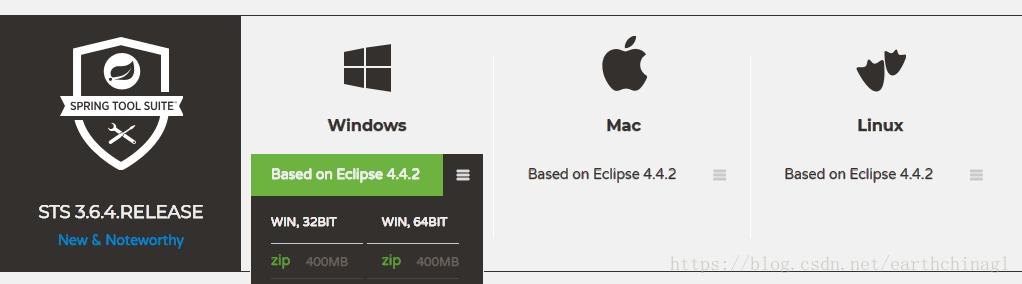 SPRING TOOL SUITE™
STS 3.6.4.RELEASE
New & Noteworthy
Windows
Based on Eclipse 4.4.2
WIN, 32BIT
WIN, 64BIT
zip 400MB
zip 400MB
Mac
Based on Eclipse 4.4.2
Linux
Based on Eclipse 4.4.2
https://blog.csdn.net/earthchinagl